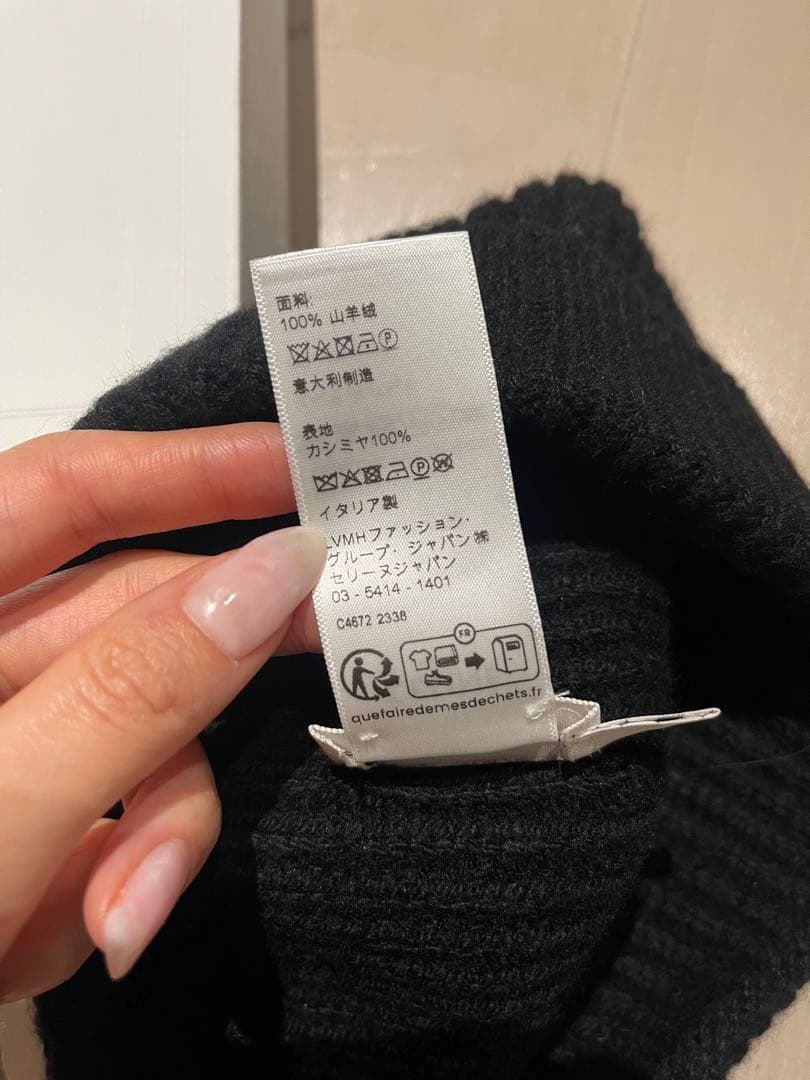 面料:
100% 山羊绒
意大利制造
表地
カシミヤ100%
イタリア製
LVMHファッション・
グループ・ジャパン㈱
セリーヌジャパン
03 - 5414 - 1401
C4672 233B
FR
quefairedemesdechets.fr